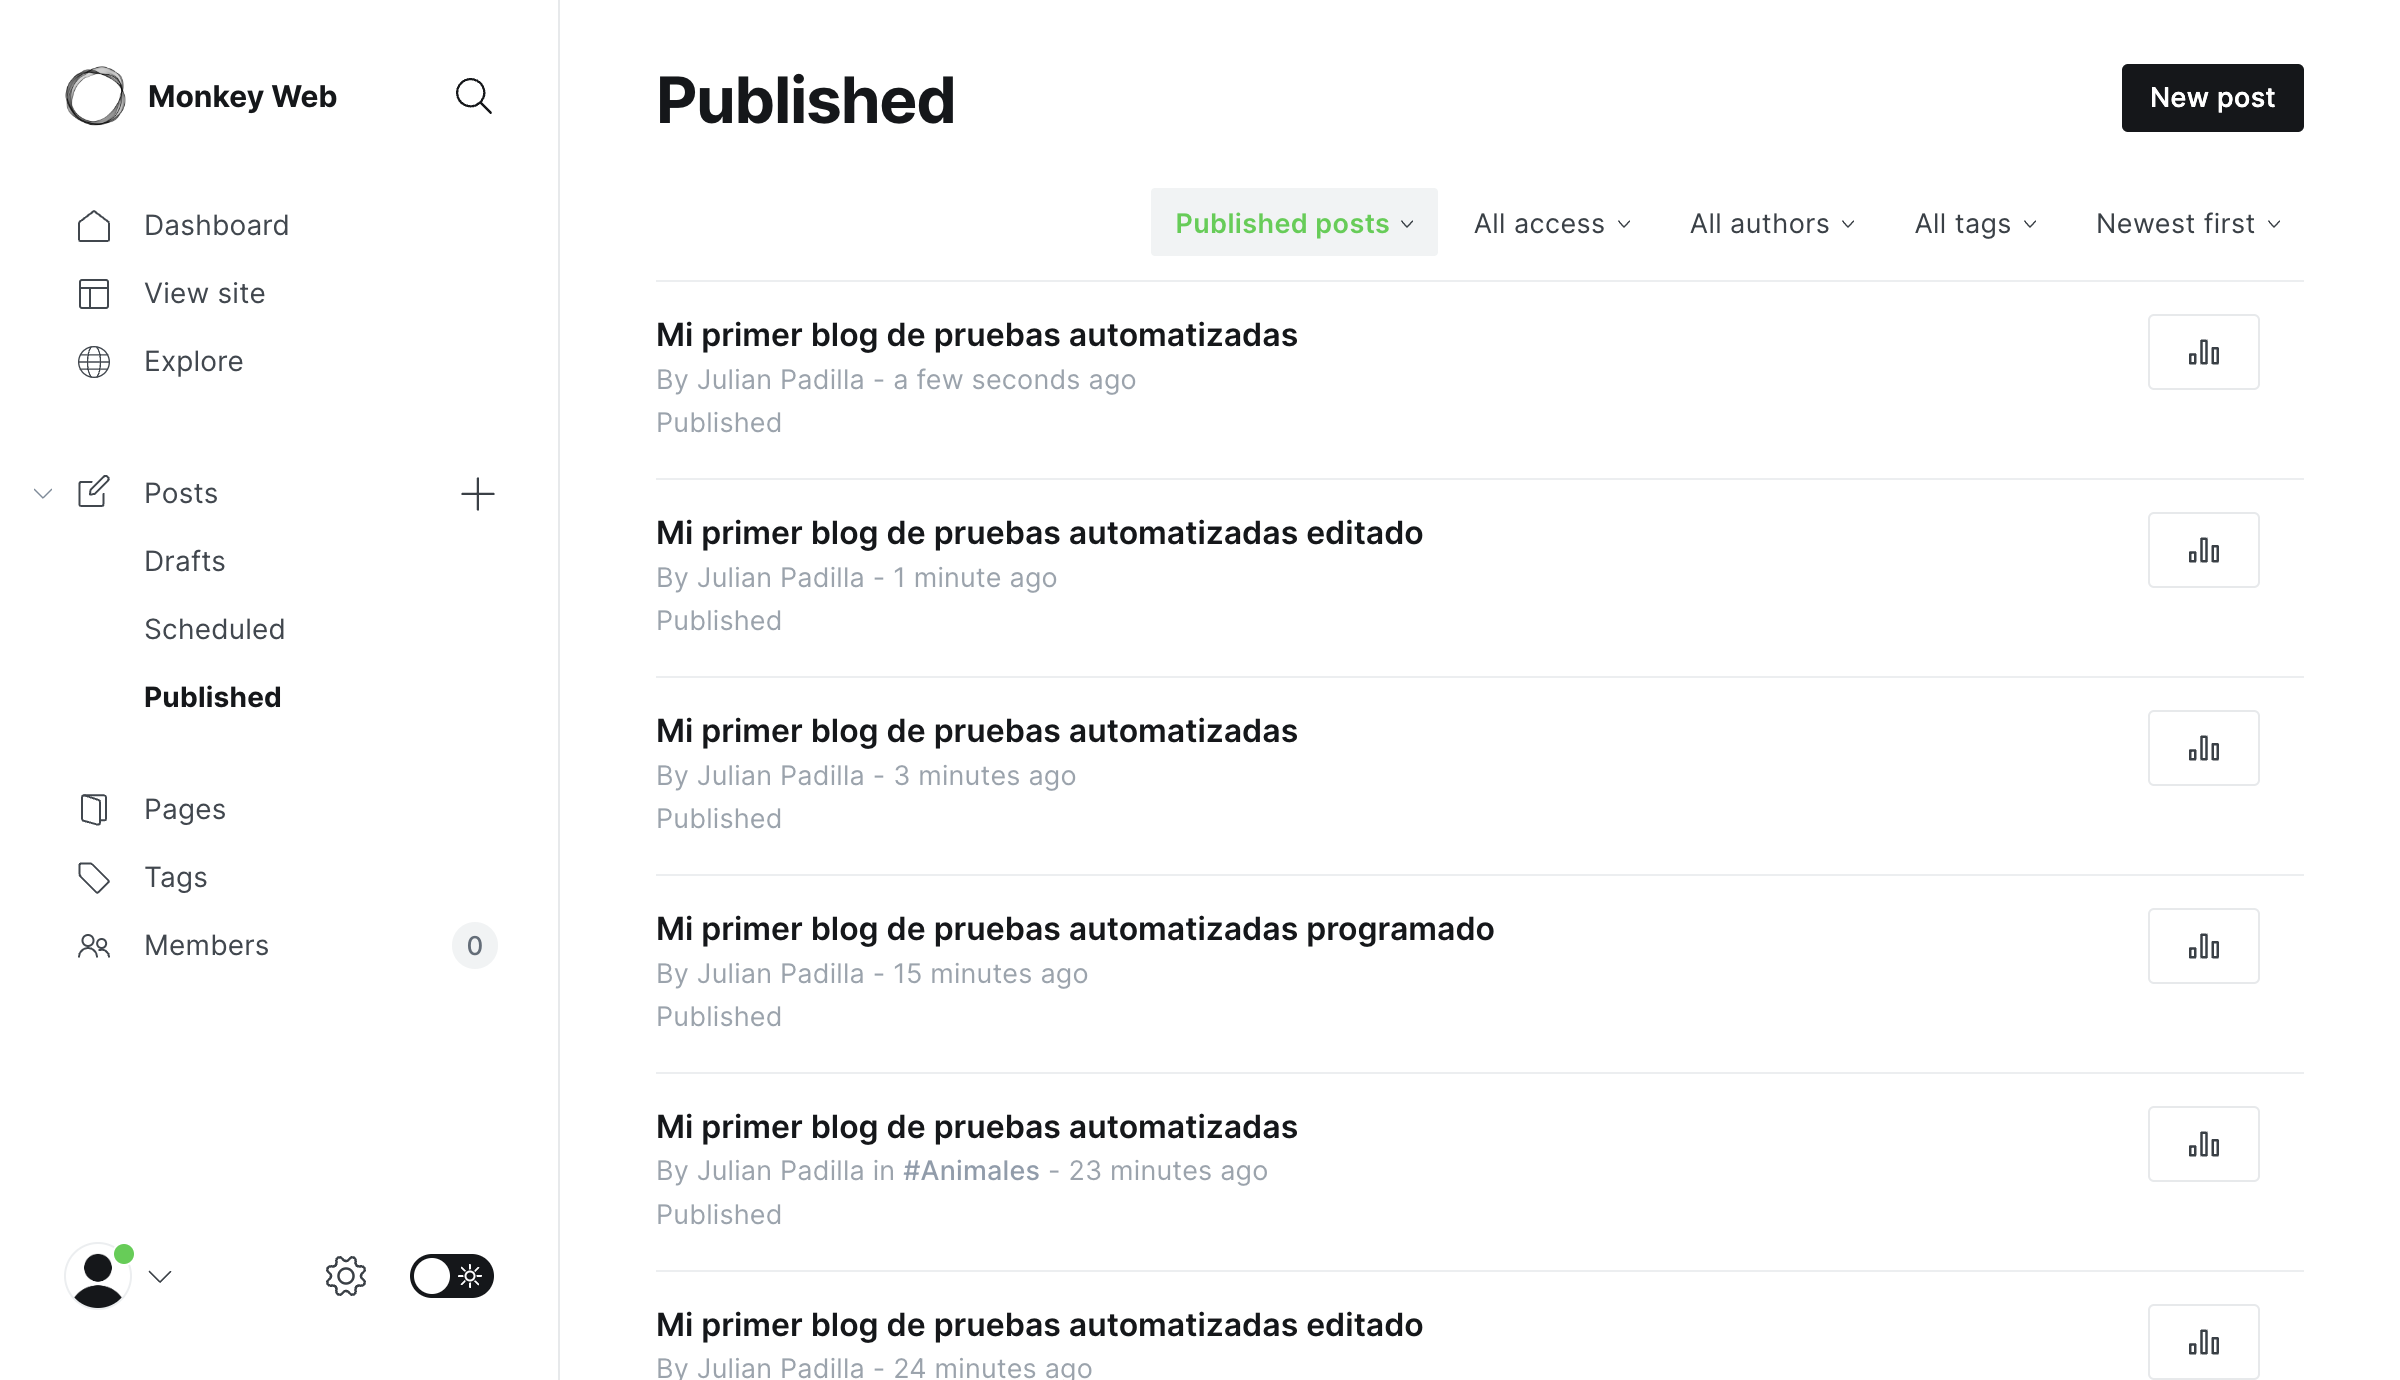 Monkey Web
Dashboard
View site
Explore
Posts
Drafts
Scheduled
Published
Pages
Tags
Members 0
Published
New post
Published posts All access All authors All tags Newest first
Mi primer blog de pruebas automatizadas
By Julian Padilla - a few seconds ago
Published
Mi primer blog de pruebas automatizadas editado
By Julian Padilla - 1 minute ago
Published
Mi primer blog de pruebas automatizadas
By Julian Padilla - 3 minutes ago
Published
Mi primer blog de pruebas automatizadas programado
By Julian Padilla - 15 minutes ago
Published
Mi primer blog de pruebas automatizadas
By Julian Padilla in #Animales - 23 minutes ago
Published
Mi primer blog de pruebas automatizadas editado
By Julian Padilla - 24 minutes ago